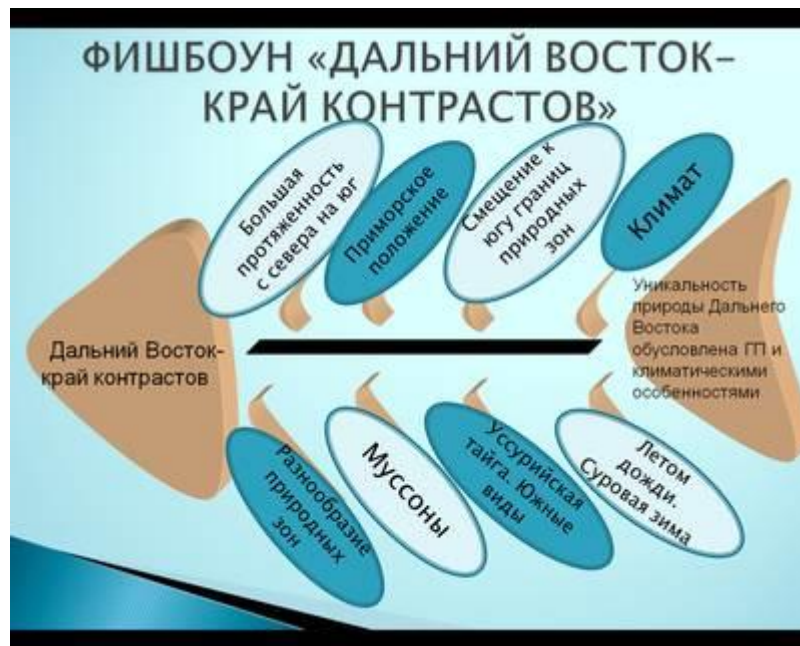 ФИШБОУН «ДАЛЬНИЙ ВОСТОК–
КРАЙ КОНТРАСТОВ»
Большая
протяженность
с севера на юг
Приморское
положение
Смещение к
югу границ
природных
зон
Климат
Дальний Восток-
край контрастов
Уникальность
природы Дальнего
Востока
обусловлена ГП и
климатическими
особенностями
Разнообразие
природных
зон
Муссоны
Уссурийская
тайга. Южные
виды
Летом
дожди.
Суровая зима